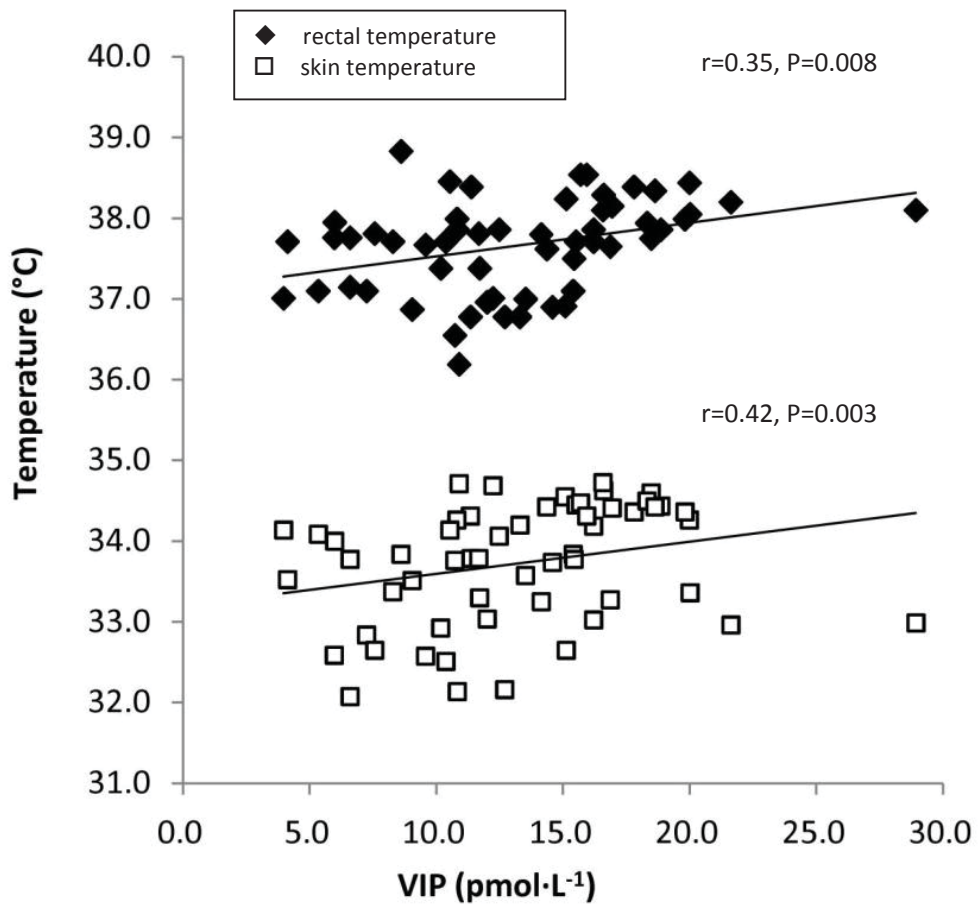 rectal temperature
skin temperature
r=0.35, P=0.008
r=0.42, P=0.003
Temperature (°C)
40.0
39.0
38.0
37.0
36.0
35.0
34.0
33.0
32.0
31.0
0.0 5.0 10.0 15.0 20.0 25.0 30.0
VIP (pmol·L⁻¹)